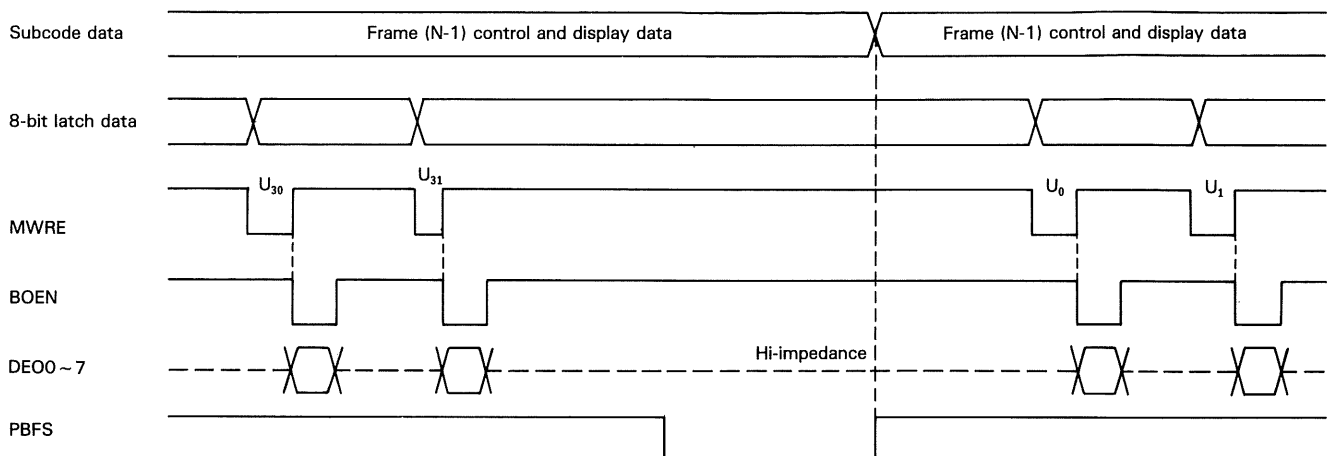 Subcode data
Frame (N-1) control and display data
Frame (N-1) control and display data
8-bit latch data
MWRE
U₃₀
U₃₁
U₀
U₁
BOEN
DEO0~7
Hi-impedance
PBFS